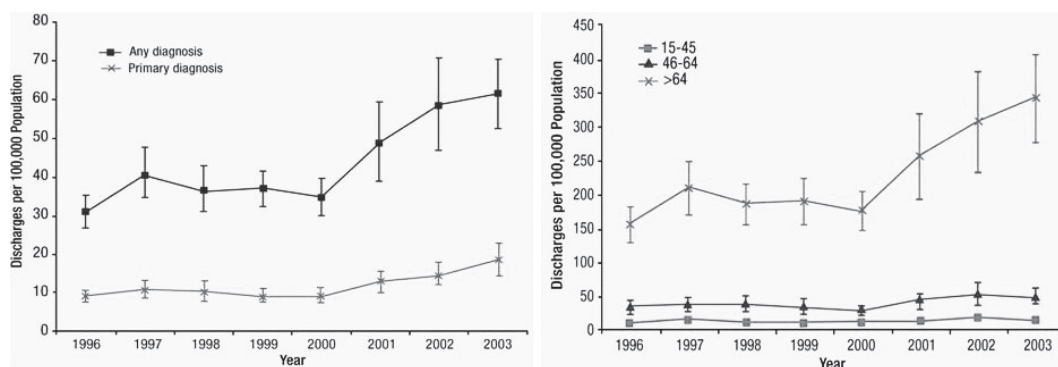 80
70
60
50
40
30
20
10
0
Discharges per 100,000 Population
Any diagnosis
Primary diagnosis
1996 1997 1998 1999 2000 2001 2002 2003
Year
450
400
350
300
250
200
150
100
50
0
Discharges per 100,000 Population
15-45
46-64
>64
1996 1997 1998 1999 2000 2001 2002 2003
Year